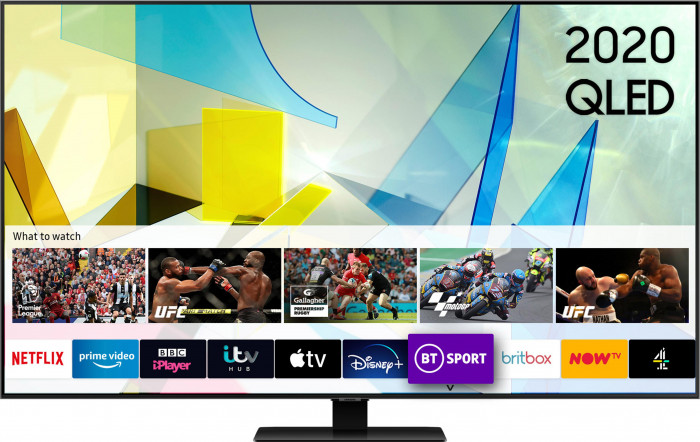 2020
QLED
What to watch
Premier
League
UFC
G
Gallagher
PREMIERSHIP
RUGBY
motoGP
UFC
NATHAN
NETFLIX
prime video
BBC
iPlayer
itv
HUB
tv
Disney+
BT SPORT
britbox
NOW TV
4